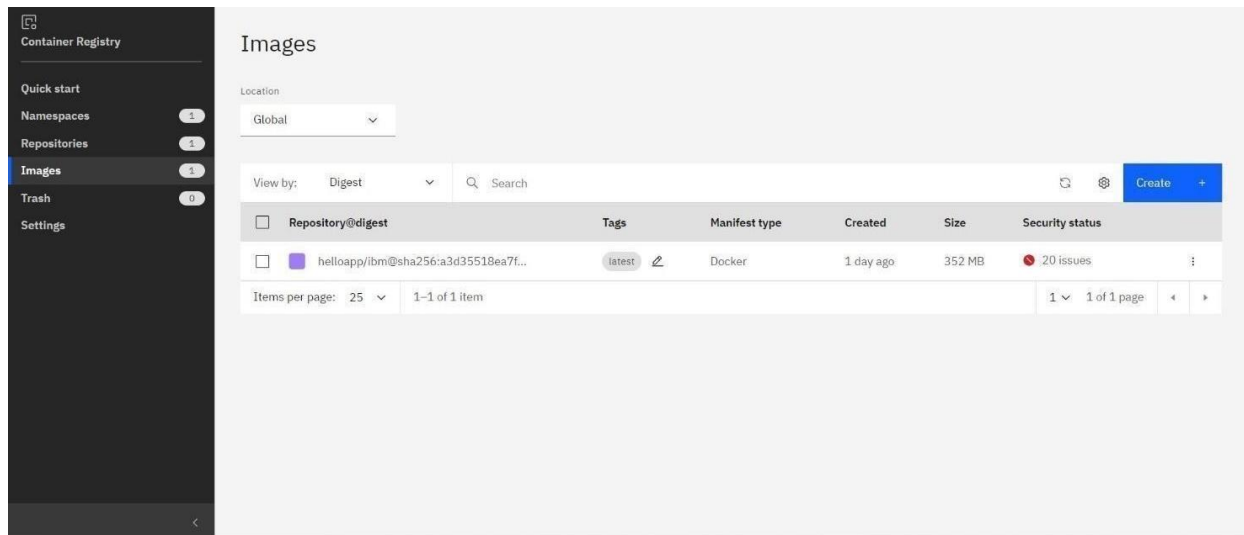 Container Registry
Quick start
Namespaces 1
Repositories 1
Images 1
Trash 0
Settings
Images
Location
Global
View by: Digest Search Create +
Repository@digest Tags Manifest type Created Size Security status
helloapp/ibm@sha256:a3d35518ea7f... latest Docker 1 day ago 352 MB 20 issues
Items per page: 25 1–1 of 1 item 1 1 of 1 page